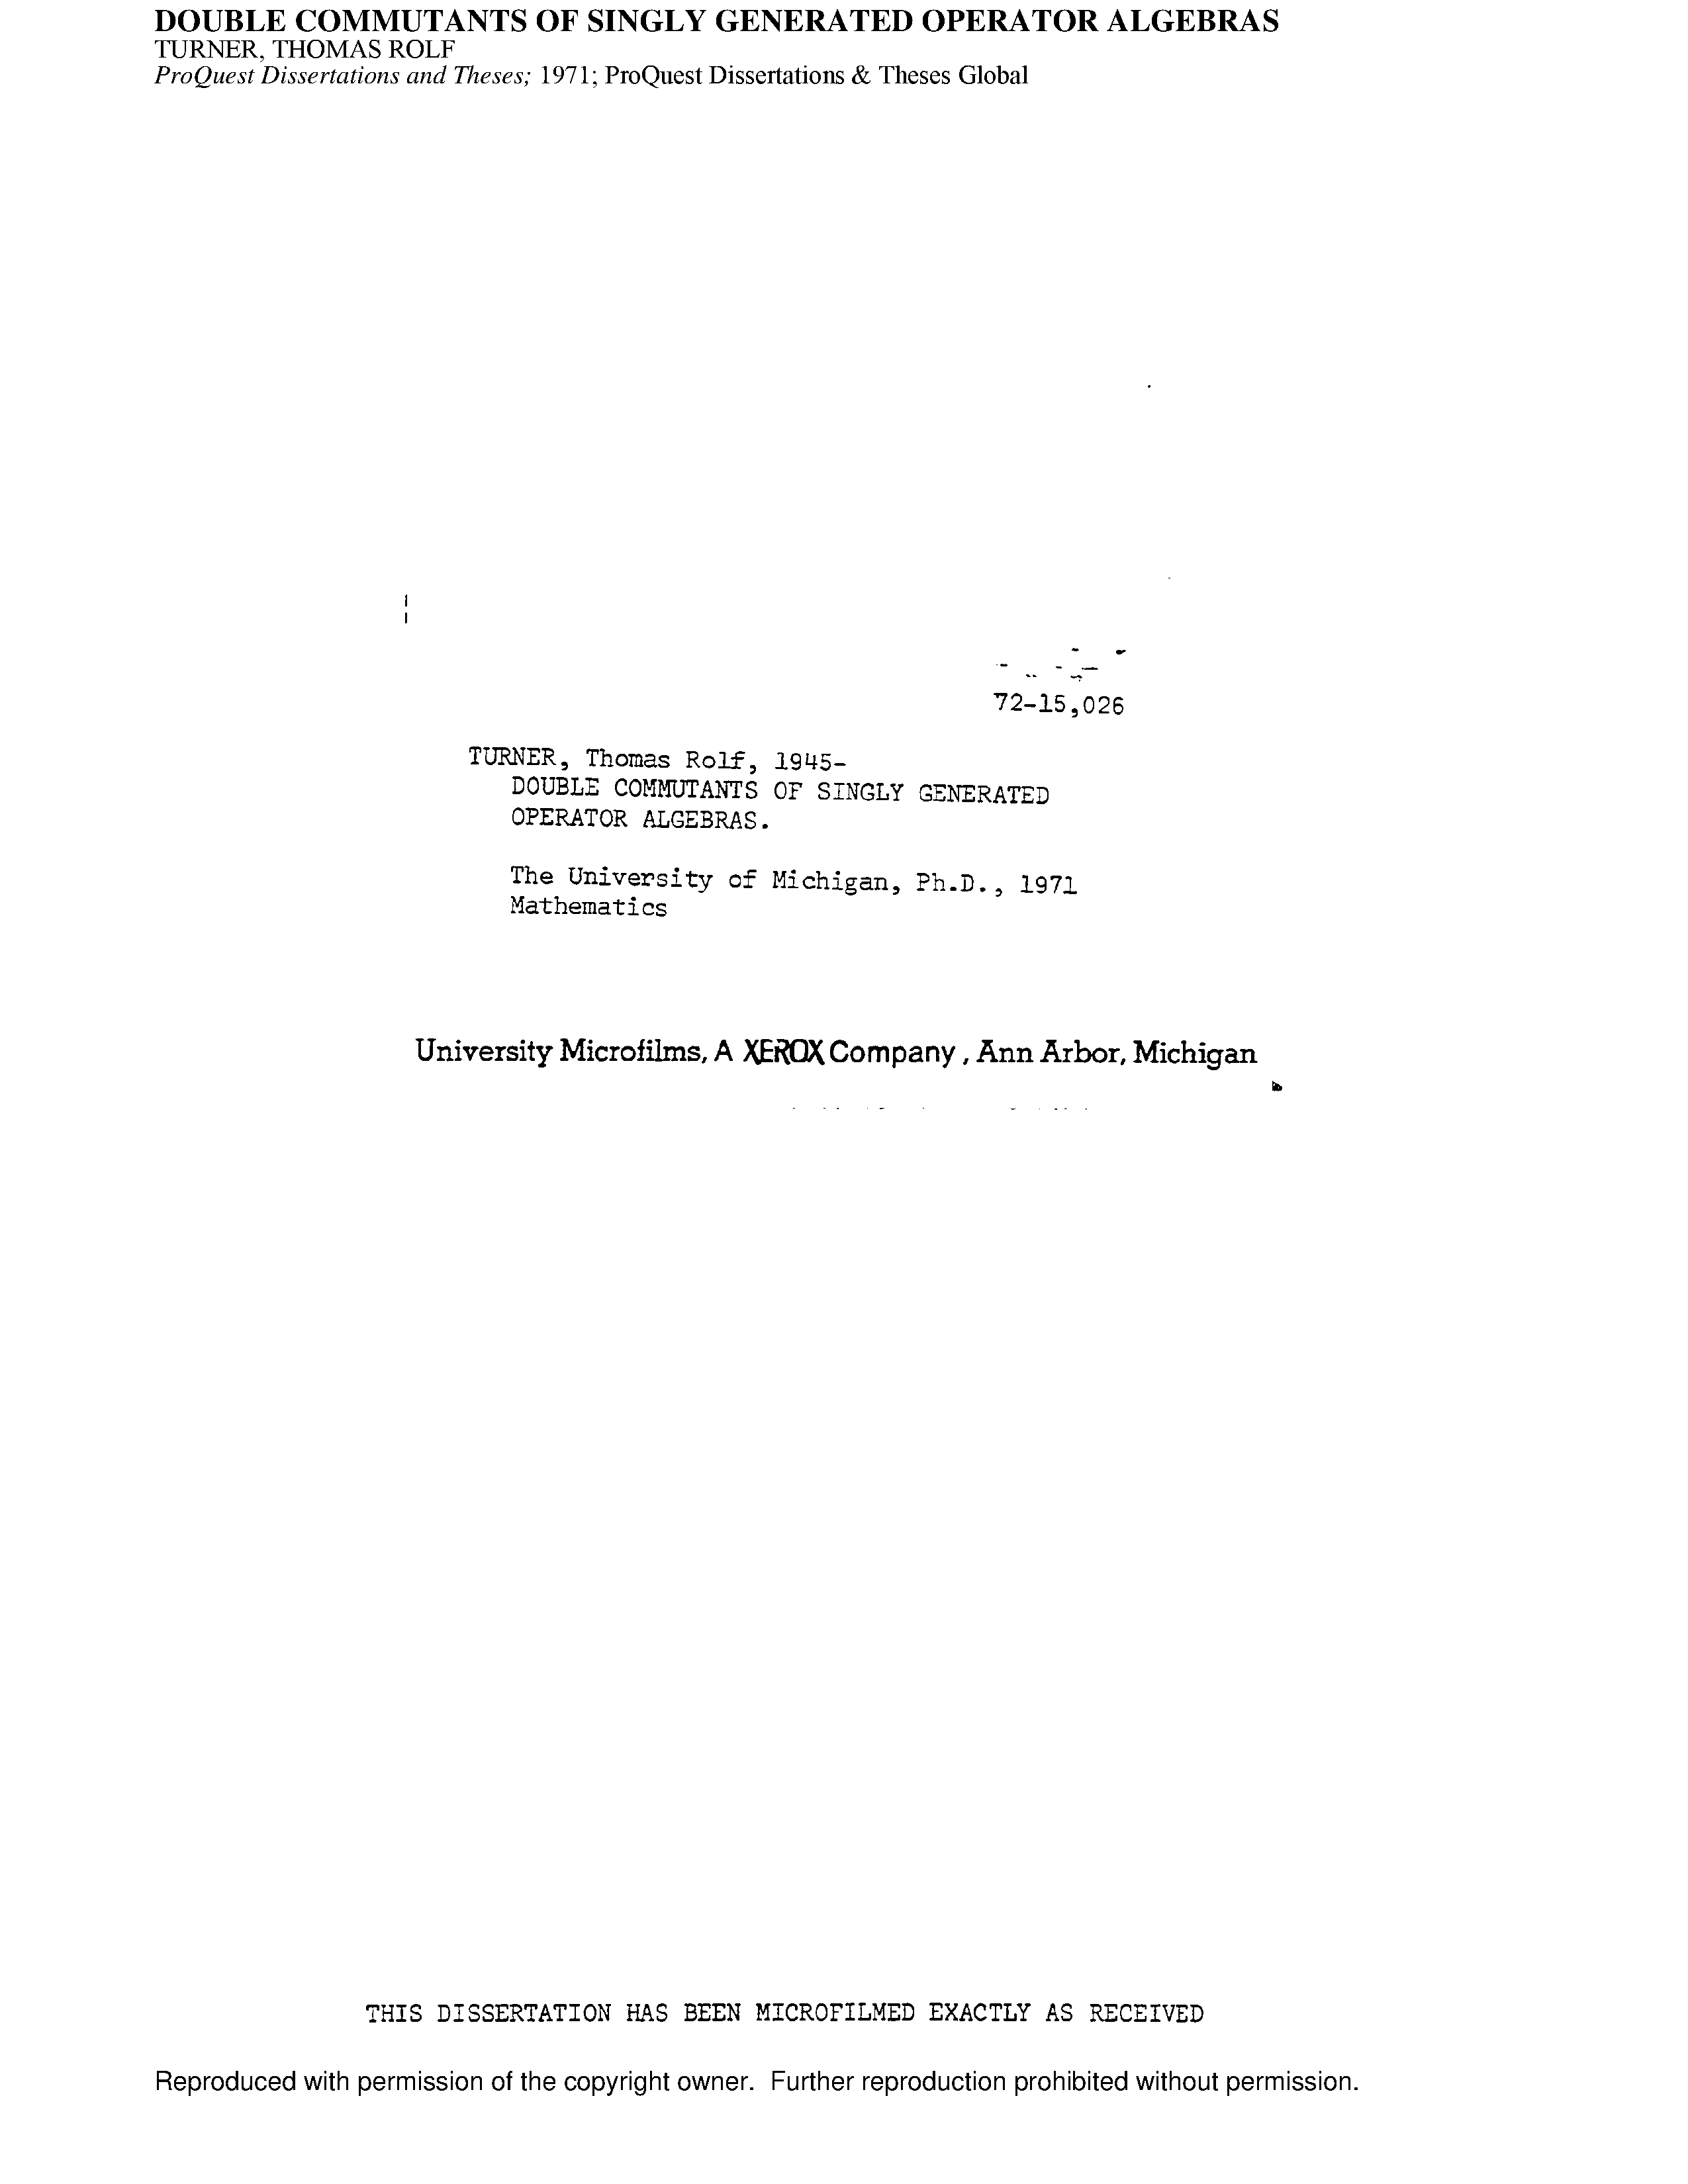 DOUBLE COMMUTANTS OF SINGLY GENERATED OPERATOR ALGEBRAS
TURNER, THOMAS ROLF
ProQuest Dissertations and Theses; 1971; ProQuest Dissertations & Theses Global
72-15,026
TURNER, Thomas Rolf, 1945-
DOUBLE COMMUTANTS OF SINGLY GENERATED
OPERATOR ALGEBRAS.
The University of Michigan, Ph.D., 1971
Mathematics
University Microfilms, A XEROX Company , Ann Arbor, Michigan
THIS DISSERTATION HAS BEEN MICROFILMED EXACTLY AS RECEIVED
Reproduced with permission of the copyright owner.  Further reproduction prohibited without permission.